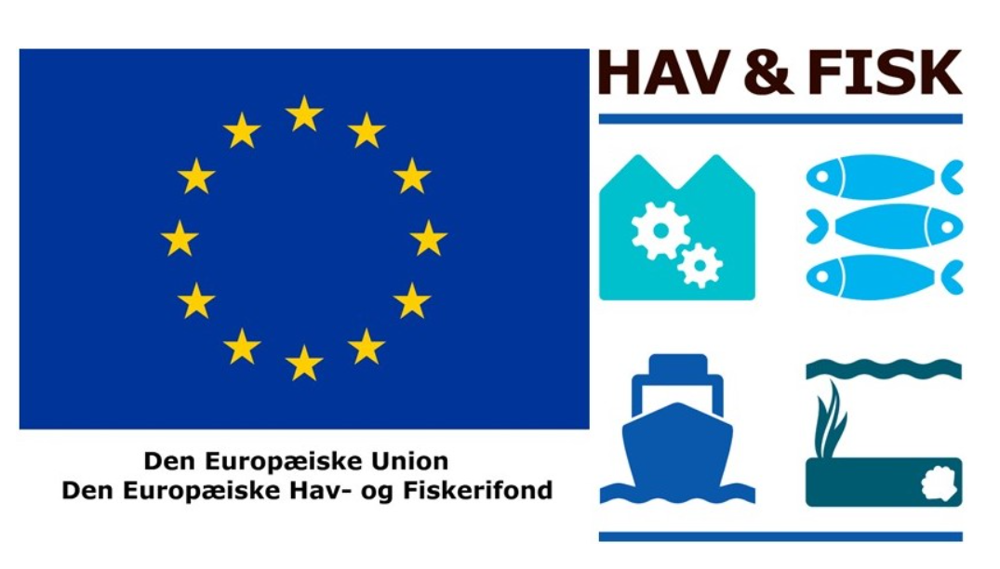 HAV & FISK
Den Europæiske Union
Den Europæiske Hav- og Fiskerifond